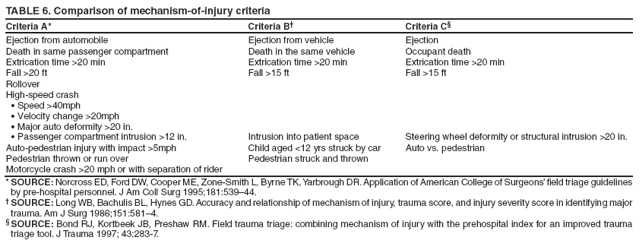 TABLE 6. Comparison of mechanism-of-injury criteria
Criteria A* Criteria B† Criteria C§
Ejection from automobile Ejection from vehicle Ejection
Death in same passenger compartment Death in the same vehicle Occupant death
Extrication time >20 min Extrication time >20 min Extrication time >20 min
Fall >20 ft Fall >15 ft Fall >15 ft
Rollover
High-speed crash
• Speed >40mph
• Velocity change >20mph
• Major auto deformity >20 in.
• Passenger compartment intrusion >12 in. Intrusion into patient space Steering wheel deformity or structural intrusion >20 in.
Auto-pedestrian injury with impact >5mph Child aged <12 yrs struck by car Auto vs. pedestrian
Pedestrian thrown or run over Pedestrian struck and thrown
Motorcycle crash >20 mph or with separation of rider
* SOURCE: Norcross ED, Ford DW, Cooper ME, Zone-Smith L, Byrne TK, Yarbrough DR. Application of American College of Surgeons' field triage guidelines
by pre-hospital personnel. J Am Coll Surg 1995;181:539–44.
† SOURCE: Long WB, Bachulis BL, Hynes GD. Accuracy and relationship of mechanism of injury, trauma score, and injury severity score in identifying major
trauma. Am J Surg 1986;151:581–4.
§ SOURCE: Bond RJ, Kortbeek JB, Preshaw RM. Field trauma triage: combining mechanism of injury with the prehospital index for an improved trauma
triage tool. J Trauma 1997; 43:283-7.